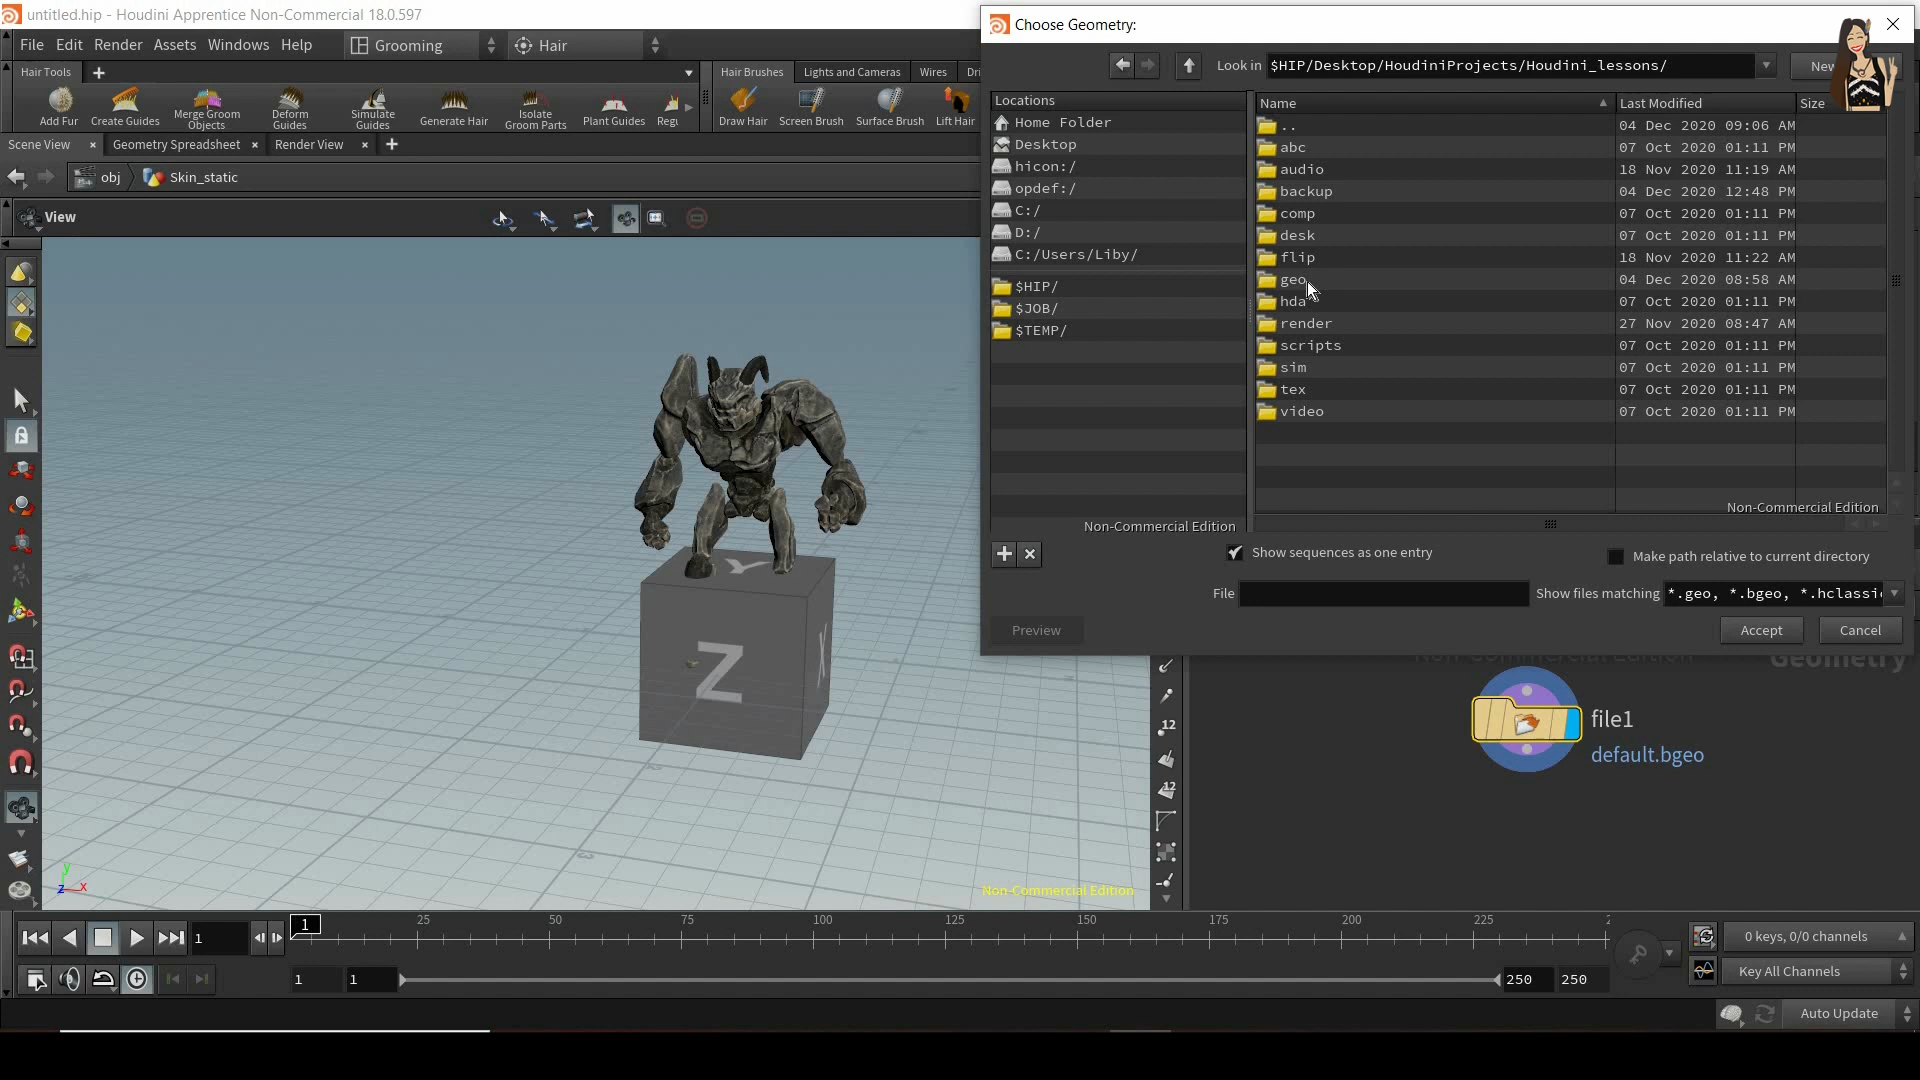 untitled.hip - Houdini Apprentice Non-Commercial 18.0.597
File Edit Render Assets Windows Help
Grooming
Hair
Hair Tools
Add Fur
Create Guides
Merge Groom Objects
Deform Guides
Simulate Guides
Generate Hair
Isolate Groom Parts
Plant Guides
Hair Brushes
Lights and Cameras
Wires
Draw Hair
Screen Brush
Surface Brush
Lift Hair
Scene View
Geometry Spreadsheet
Render View
obj
Skin_static
View
Z
Y
X
Non-Commercial Edition
Choose Geometry:
Look in $HIP/Desktop/HoudiniProjects/Houdini_lessons/
Locations
Home Folder
Desktop
hicon:/
opdef:/
C:/
D:/
C:/Users/Liby/
$HIP/
$JOB/
$TEMP/
Non-Commercial Edition
Name Last Modified Size
.. 04 Dec 2020 09:06 AM
abc 07 Oct 2020 01:11 PM
audio 18 Nov 2020 11:19 AM
backup 04 Dec 2020 12:48 PM
comp 07 Oct 2020 01:11 PM
desk 07 Oct 2020 01:11 PM
flip 18 Nov 2020 11:22 AM
geo 04 Dec 2020 08:58 AM
hda 07 Oct 2020 01:11 PM
render 27 Nov 2020 08:47 AM
scripts 07 Oct 2020 01:11 PM
sim 07 Oct 2020 01:11 PM
tex 07 Oct 2020 01:11 PM
video 07 Oct 2020 01:11 PM
Non-Commercial Edition
Show sequences as one entry
Make path relative to current directory
File
Show files matching *.geo, *.bgeo, *.hclassi
Preview
Accept
Cancel
Non-Commercial Edition
Geometry
12
12
file1
default.bgeo
y
z x
1
1
25 50 75 100 125 150 175 200 225
1 1 250 250
0 keys, 0/0 channels
Key All Channels
Auto Update